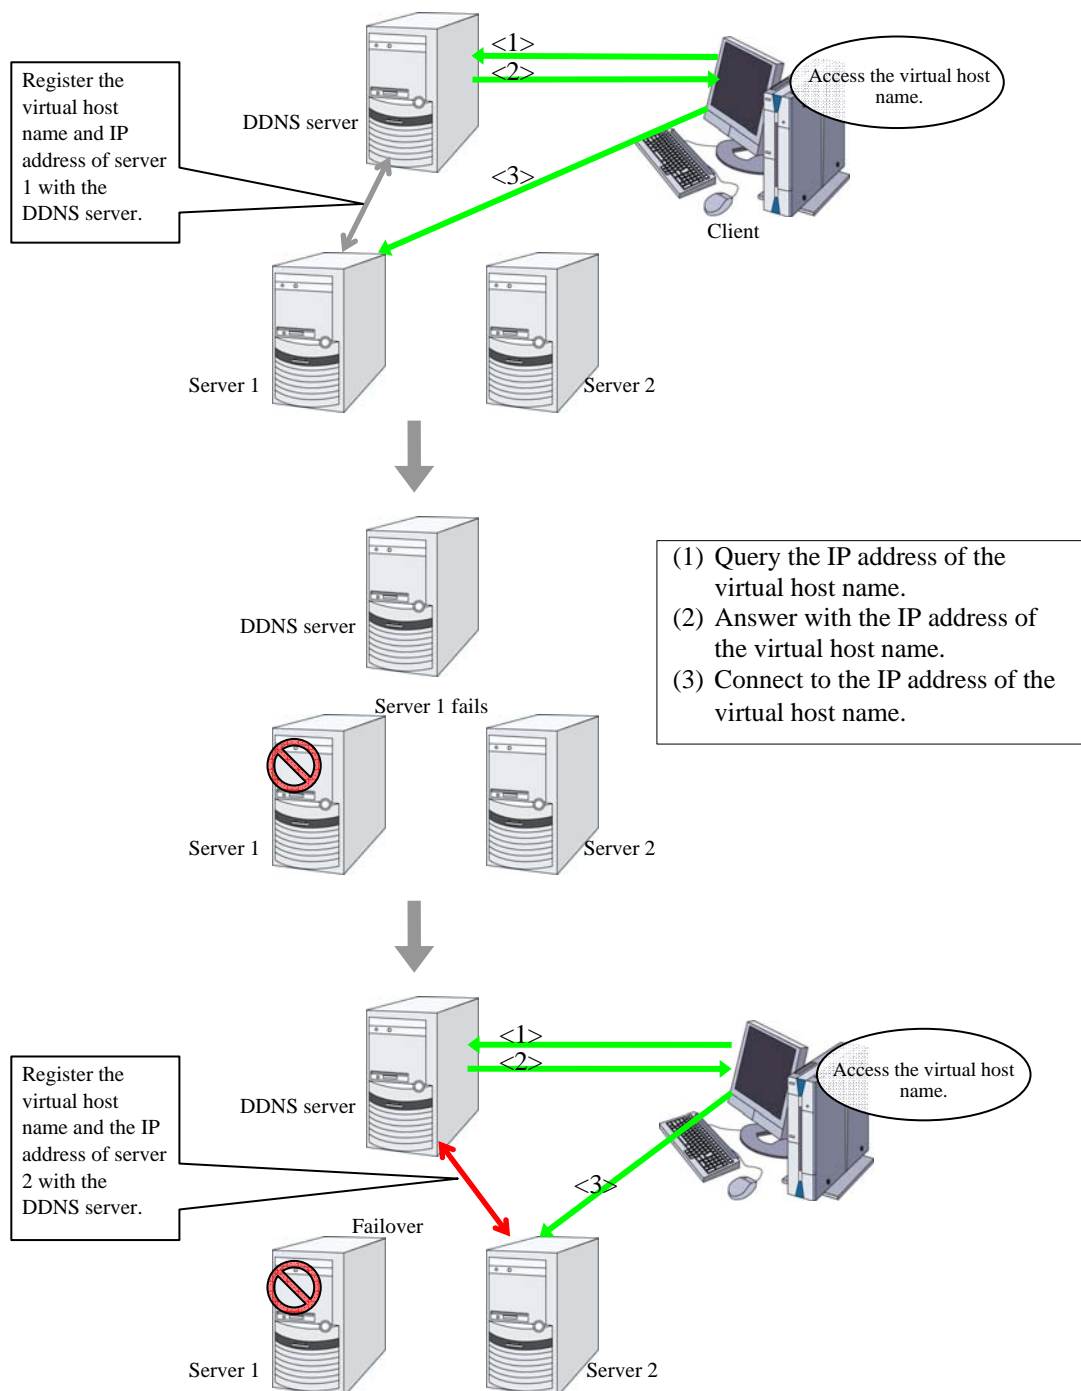 <1>
<2>
Access the virtual host
name.
Register the
virtual host
name and IP
address of server
1 with the
DDNS server.
DDNS server
<3>
Client
Server 1
Server 2
DDNS server
(1) Query the IP address of the
virtual host name.
(2) Answer with the IP address of
the virtual host name.
(3) Connect to the IP address of the
virtual host name.
Server 1 fails
Server 1
Server 2
<1>
<2>
Access the virtual host
name.
Register the
virtual host
name and the IP
address of server
2 with the
DDNS server.
DDNS server
<3>
Failover
Server 1
Server 2